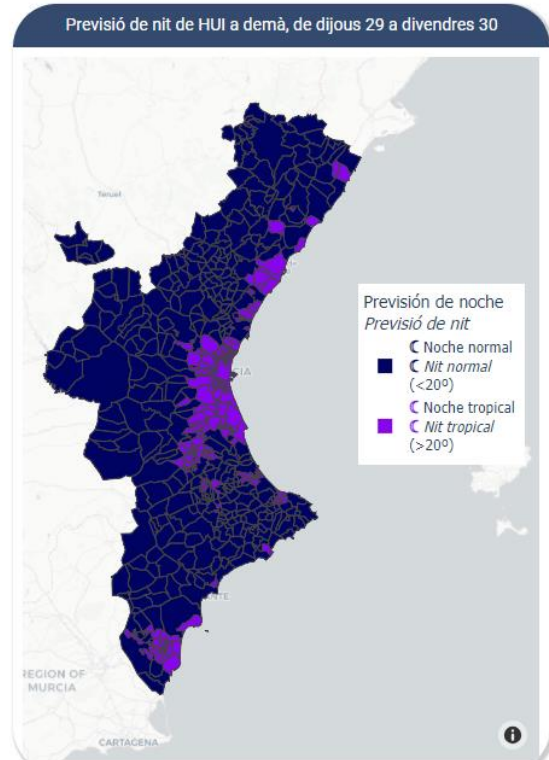 Previsió de nit de HUI a demà, de dijous 29 a divendres 30
Teruel
Previsión de noche
Previsió de nit
Noche normal
Nit normal
(<20º)
Noche tropical
Nit tropical
(>20º)
REGION OF
MURCIA
CARTAGENA